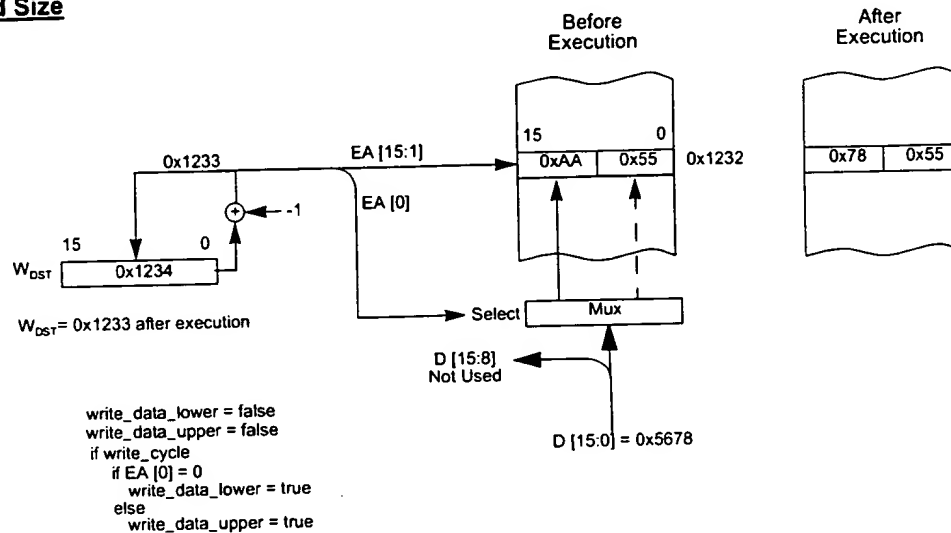 Size
Before
Execution
After
Execution
15 0
0x1233
EA [15:1]
0xAA 0x55 0x1232
0x78 0x55
EA [0]
-1
15 0
W_DST 0x1234
Select Mux
W_DST= 0x1233 after execution
D [15:8]
Not Used
D [15:0] = 0x5678
write_data_lower = false
write_data_upper = false
if write_cycle
if EA [0] = 0
write_data_lower = true
else
write_data_upper = true